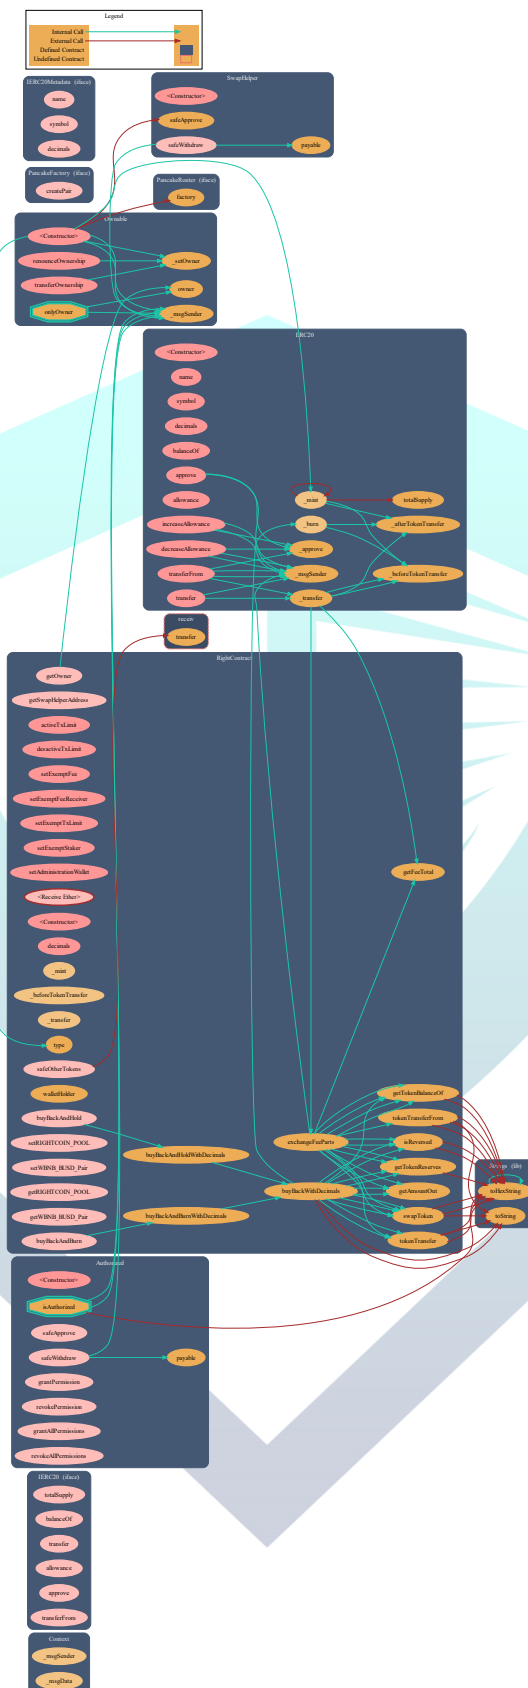 Legend
Internal Call
External Call
Defined Contract
Undefined Contract
IERC20Metadata (iface)
name
symbol
decimals
SwapHelper
<Constructor>
safeApprove
safeWithdraw
payable
PancakeFactory (iface)
createPair
PancakeRouter (iface)
factory
Ownable
<Constructor>
renounceOwnership
_setOwner
transferOwnership
owner
onlyOwner
_msgSender
ERC20
<Constructor>
name
symbol
decimals
balanceOf
approve
allowance
_mint
totalSupply
increaseAllowance
_burn
_afterTokenTransfer
decreaseAllowance
_approve
transferFrom
_msgSender
_beforeTokenTransfer
transfer
_transfer
receiv
transfer
RightContract
getOwner
getSwapHelperAddress
activeTxLimit
desactiveTxLimit
setExemptFee
setExemptFeeReceiver
setExemptTxLimit
setExemptStaker
setAdministrationWallet
getFeeTotal
<Receive Ether>
<Constructor>
decimals
_mint
_beforeTokenTransfer
_transfer
type
safeOtherTokens
walletHolder
getTokenBalanceOf
buyBackAndHold
tokenTransferFrom
setRIGHTCOIN_POOL
exchangeFeeParts
isReversed
buyBackAndHoldWithDecimals
setWBNB_BUSD_Pair
getTokenReserves
getRIGHTCOIN_POOL
buyBackWithDecimals
getAmountOut
getWBNB_BUSD_Pair
buyBackAndBurnWithDecimals
swapToken
buyBackAndBurn
tokenTransfer
Strings (lib)
toHexString
toString
Authorized
<Constructor>
isAuthorized
safeApprove
safeWithdraw
payable
grantPermission
revokePermission
grantAllPermissions
revokeAllPermissions
IERC20 (iface)
totalSupply
balanceOf
transfer
allowance
approve
transferFrom
Context
_msgSender
_msgData